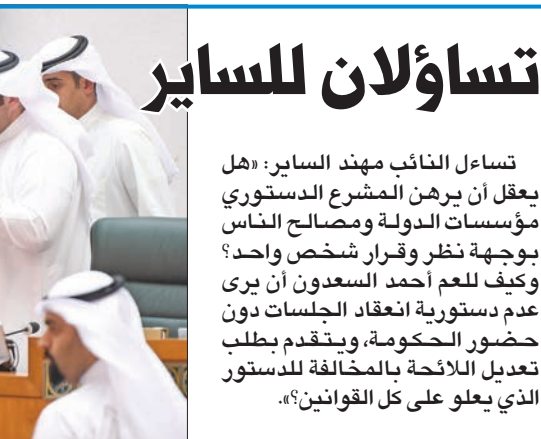 تساؤلان للساير
تساءل النائب مهند الساير: «هل
يعقل أن يرهن المشرع الدستوري
مؤسسات الدولة ومصالح الناس
بوجهة نظر وقرار شخص واحد؟
وكيف للعم أحمد السعدون أن يرى
عدم دستورية انعقاد الجلسات دون
حضور الحكومة، ويتقدم بطلب
تعديل اللائحة بالمخالفة للدستور
الذي يعلو على كل القوانين؟».